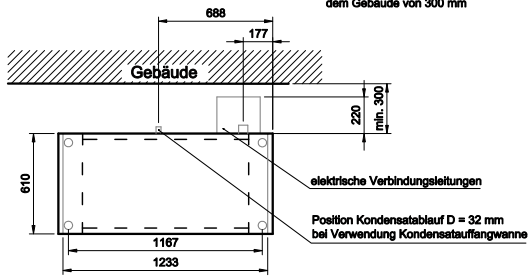 dem Gebäude von 300 mm
688
177
Gebäude
220
min. 300
610
elektrische Verbindungsleitungen
Position Kondensatablauf D = 32 mm
bei Verwendung Kondensatauffangwanne
1167
1233